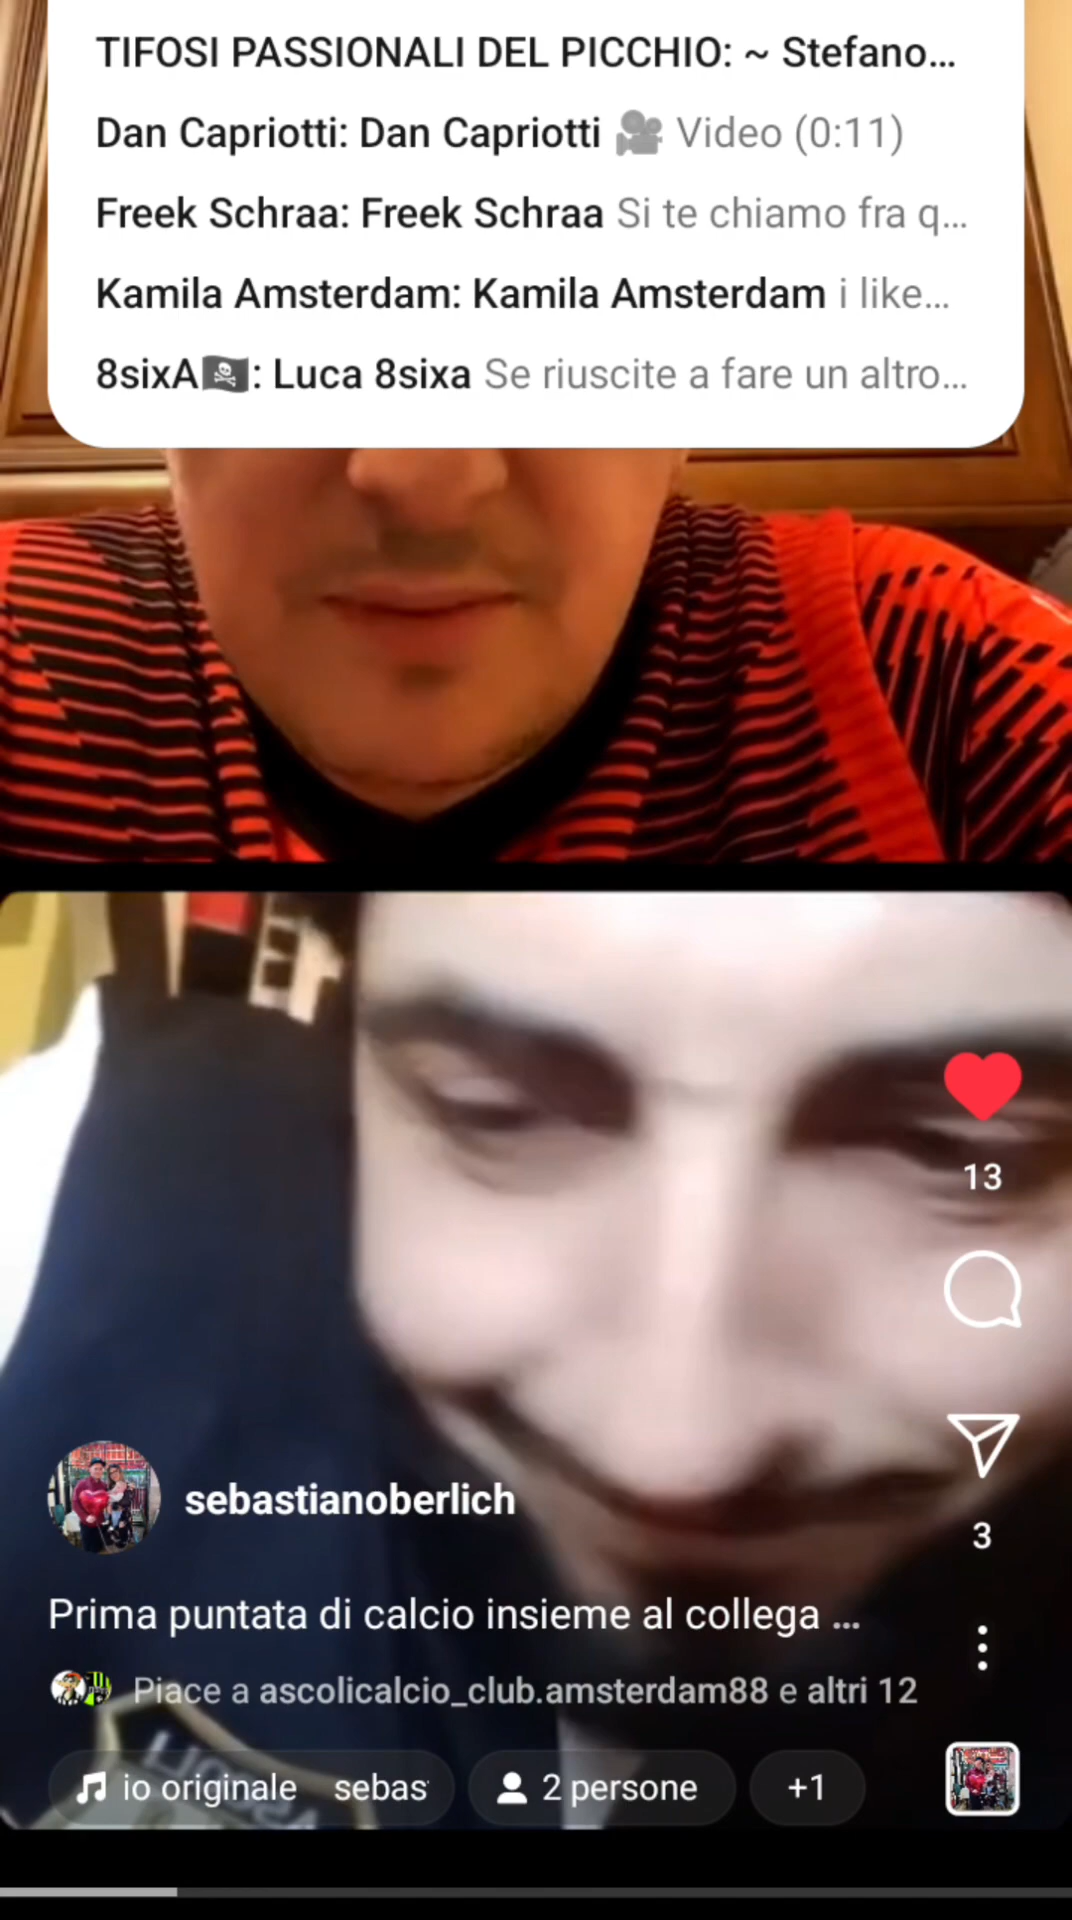 TIFOSI PASSIONALI DEL PICCHIO: ~ Stefano...
Dan Capriotti: Dan Capriotti 🎥 Video (0:11)
Freek Schraa: Freek Schraa Si te chiamo fra q...
Kamila Amsterdam: Kamila Amsterdam i like...
8sixA🏴‍☠️: Luca 8sixa Se riuscite a fare un altro...
13
3
sebastianoberlich
Prima puntata di calcio insieme al collega ...
Piace a ascolicalcio_club.amsterdam88 e altri 12
io originale sebas
2 persone
+1